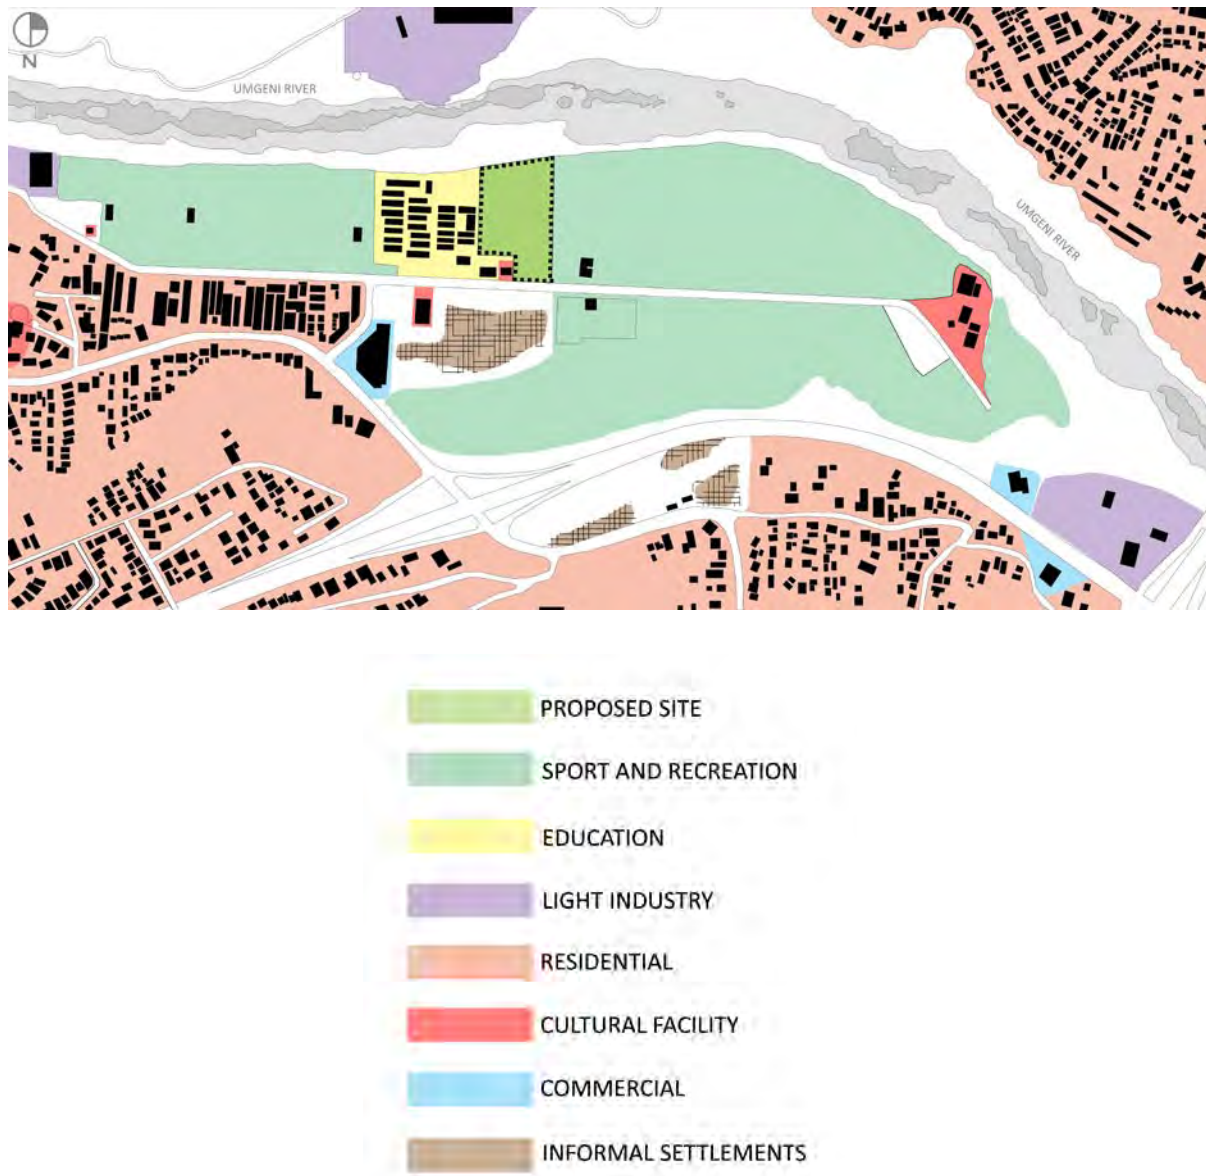 N
UMGENI RIVER
UMGENI RIVER
PROPOSED SITE
SPORT AND RECREATION
EDUCATION
LIGHT INDUSTRY
RESIDENTIAL
CULTURAL FACILITY
COMMERCIAL
INFORMAL SETTLEMENTS